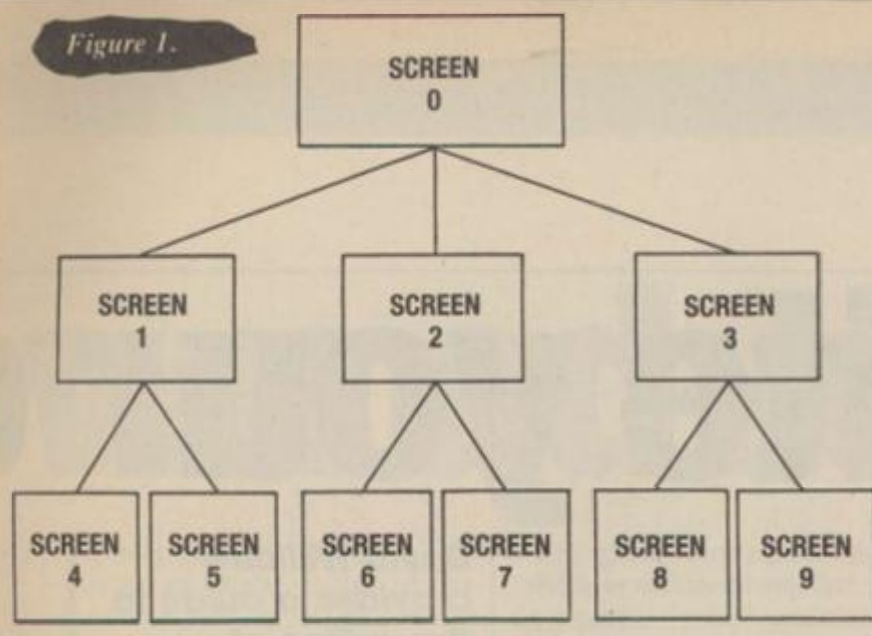 Figure 1.
SCREEN
0
SCREEN
1
SCREEN
2
SCREEN
3
SCREEN
4
SCREEN
5
SCREEN
6
SCREEN
7
SCREEN
8
SCREEN
9